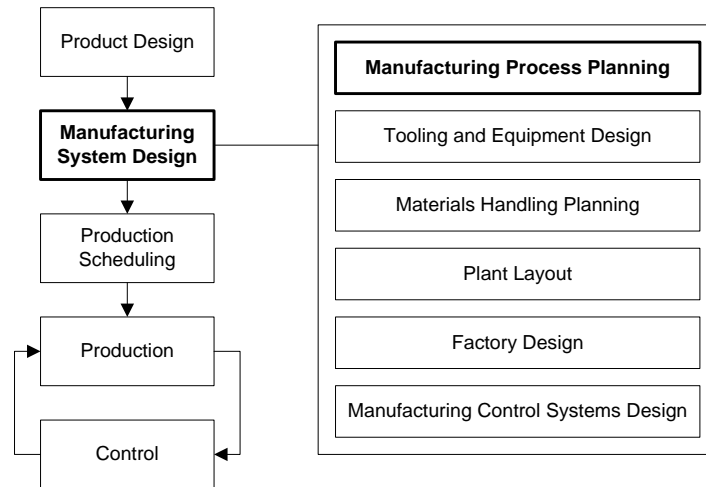 Product Design
Manufacturing
System Design
Production
Scheduling
Production
Control
Manufacturing Process Planning
Tooling and Equipment Design
Materials Handling Planning
Plant Layout
Factory Design
Manufacturing Control Systems Design